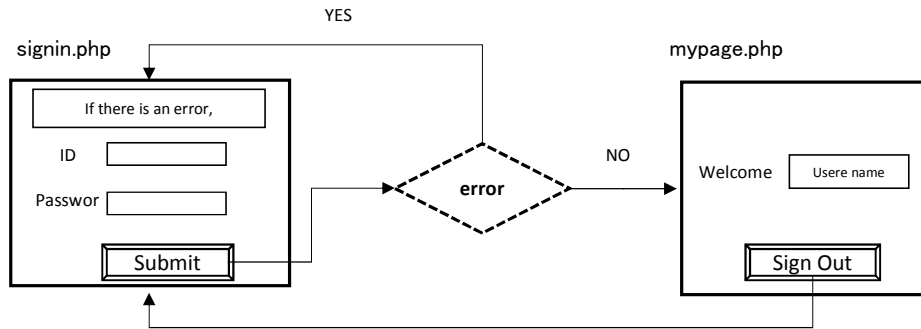 YES
signin.php
mypage.php
If there is an error,
ID
Passwor
Submit
error
NO
Welcome
Usere name
Sign Out